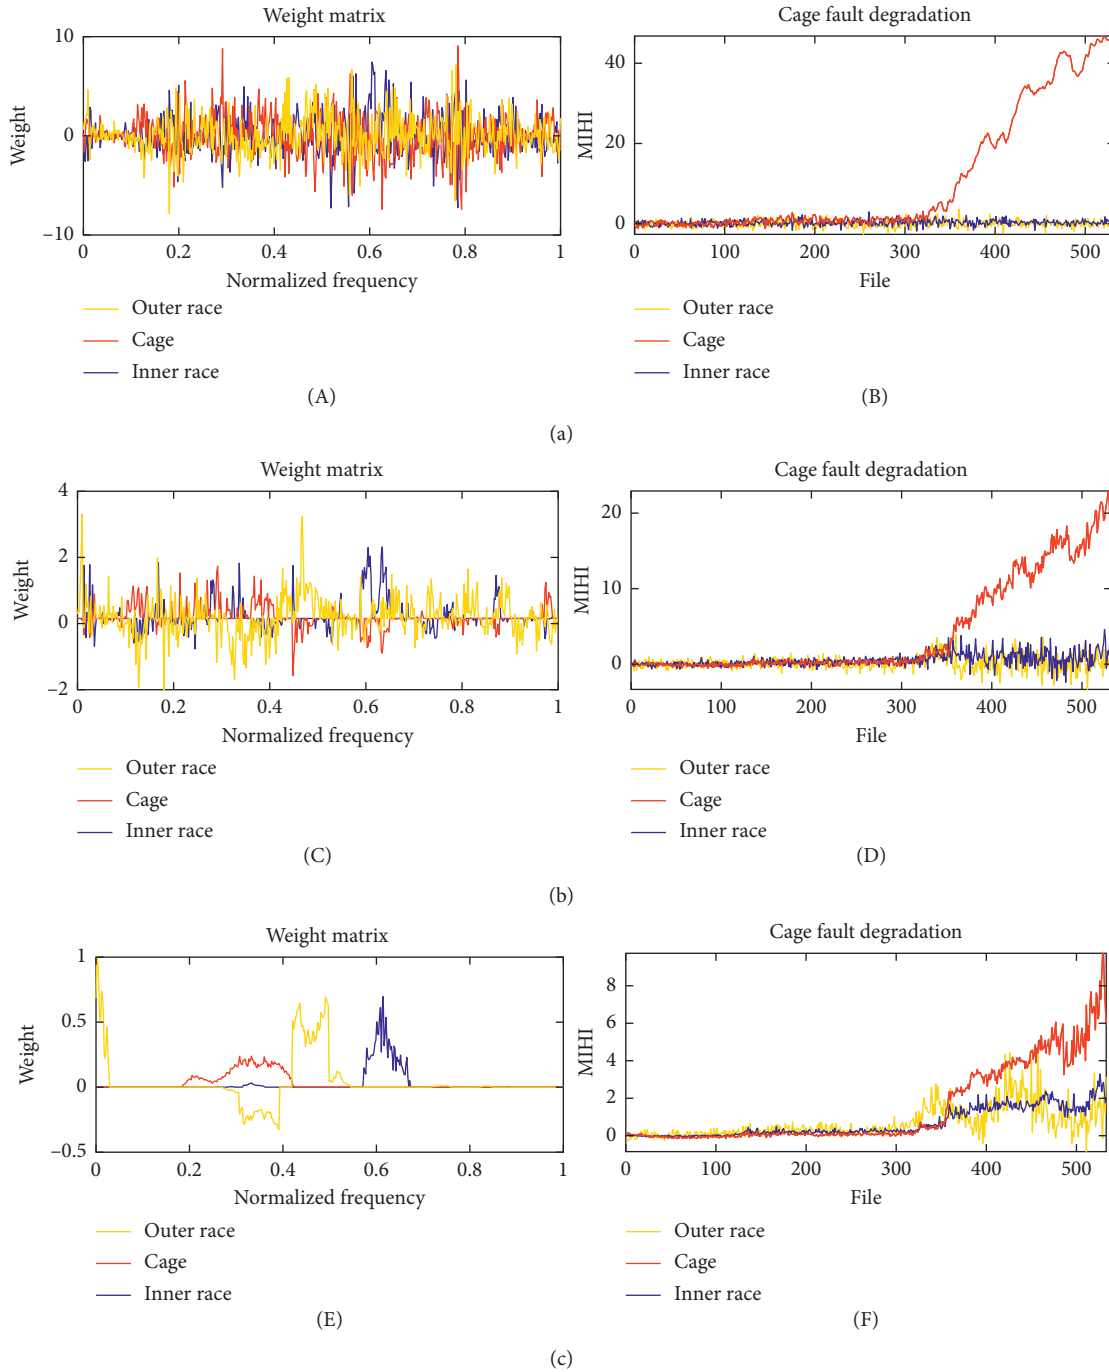 Weight matrix
10
0
−10
Weight
0 0.2 0.4 0.6 0.8 1
Normalized frequency
Outer race
Cage
Inner race
(A)
Cage fault degradation
40
20
0
MIHI
0 100 200 300 400 500
File
Outer race
Cage
Inner race
(B)
(a)
Weight matrix
4
2
0
−2
Weight
0 0.2 0.4 0.6 0.8 1
Normalized frequency
Outer race
Cage
Inner race
(C)
Cage fault degradation
20
10
0
MIHI
0 100 200 300 400 500
File
Outer race
Cage
Inner race
(D)
(b)
Weight matrix
1
0.5
0
−0.5
Weight
0 0.2 0.4 0.6 0.8 1
Normalized frequency
Outer race
Cage
Inner race
(E)
Cage fault degradation
8
6
4
2
0
MIHI
0 100 200 300 400 500
File
Outer race
Cage
Inner race
(F)
(c)